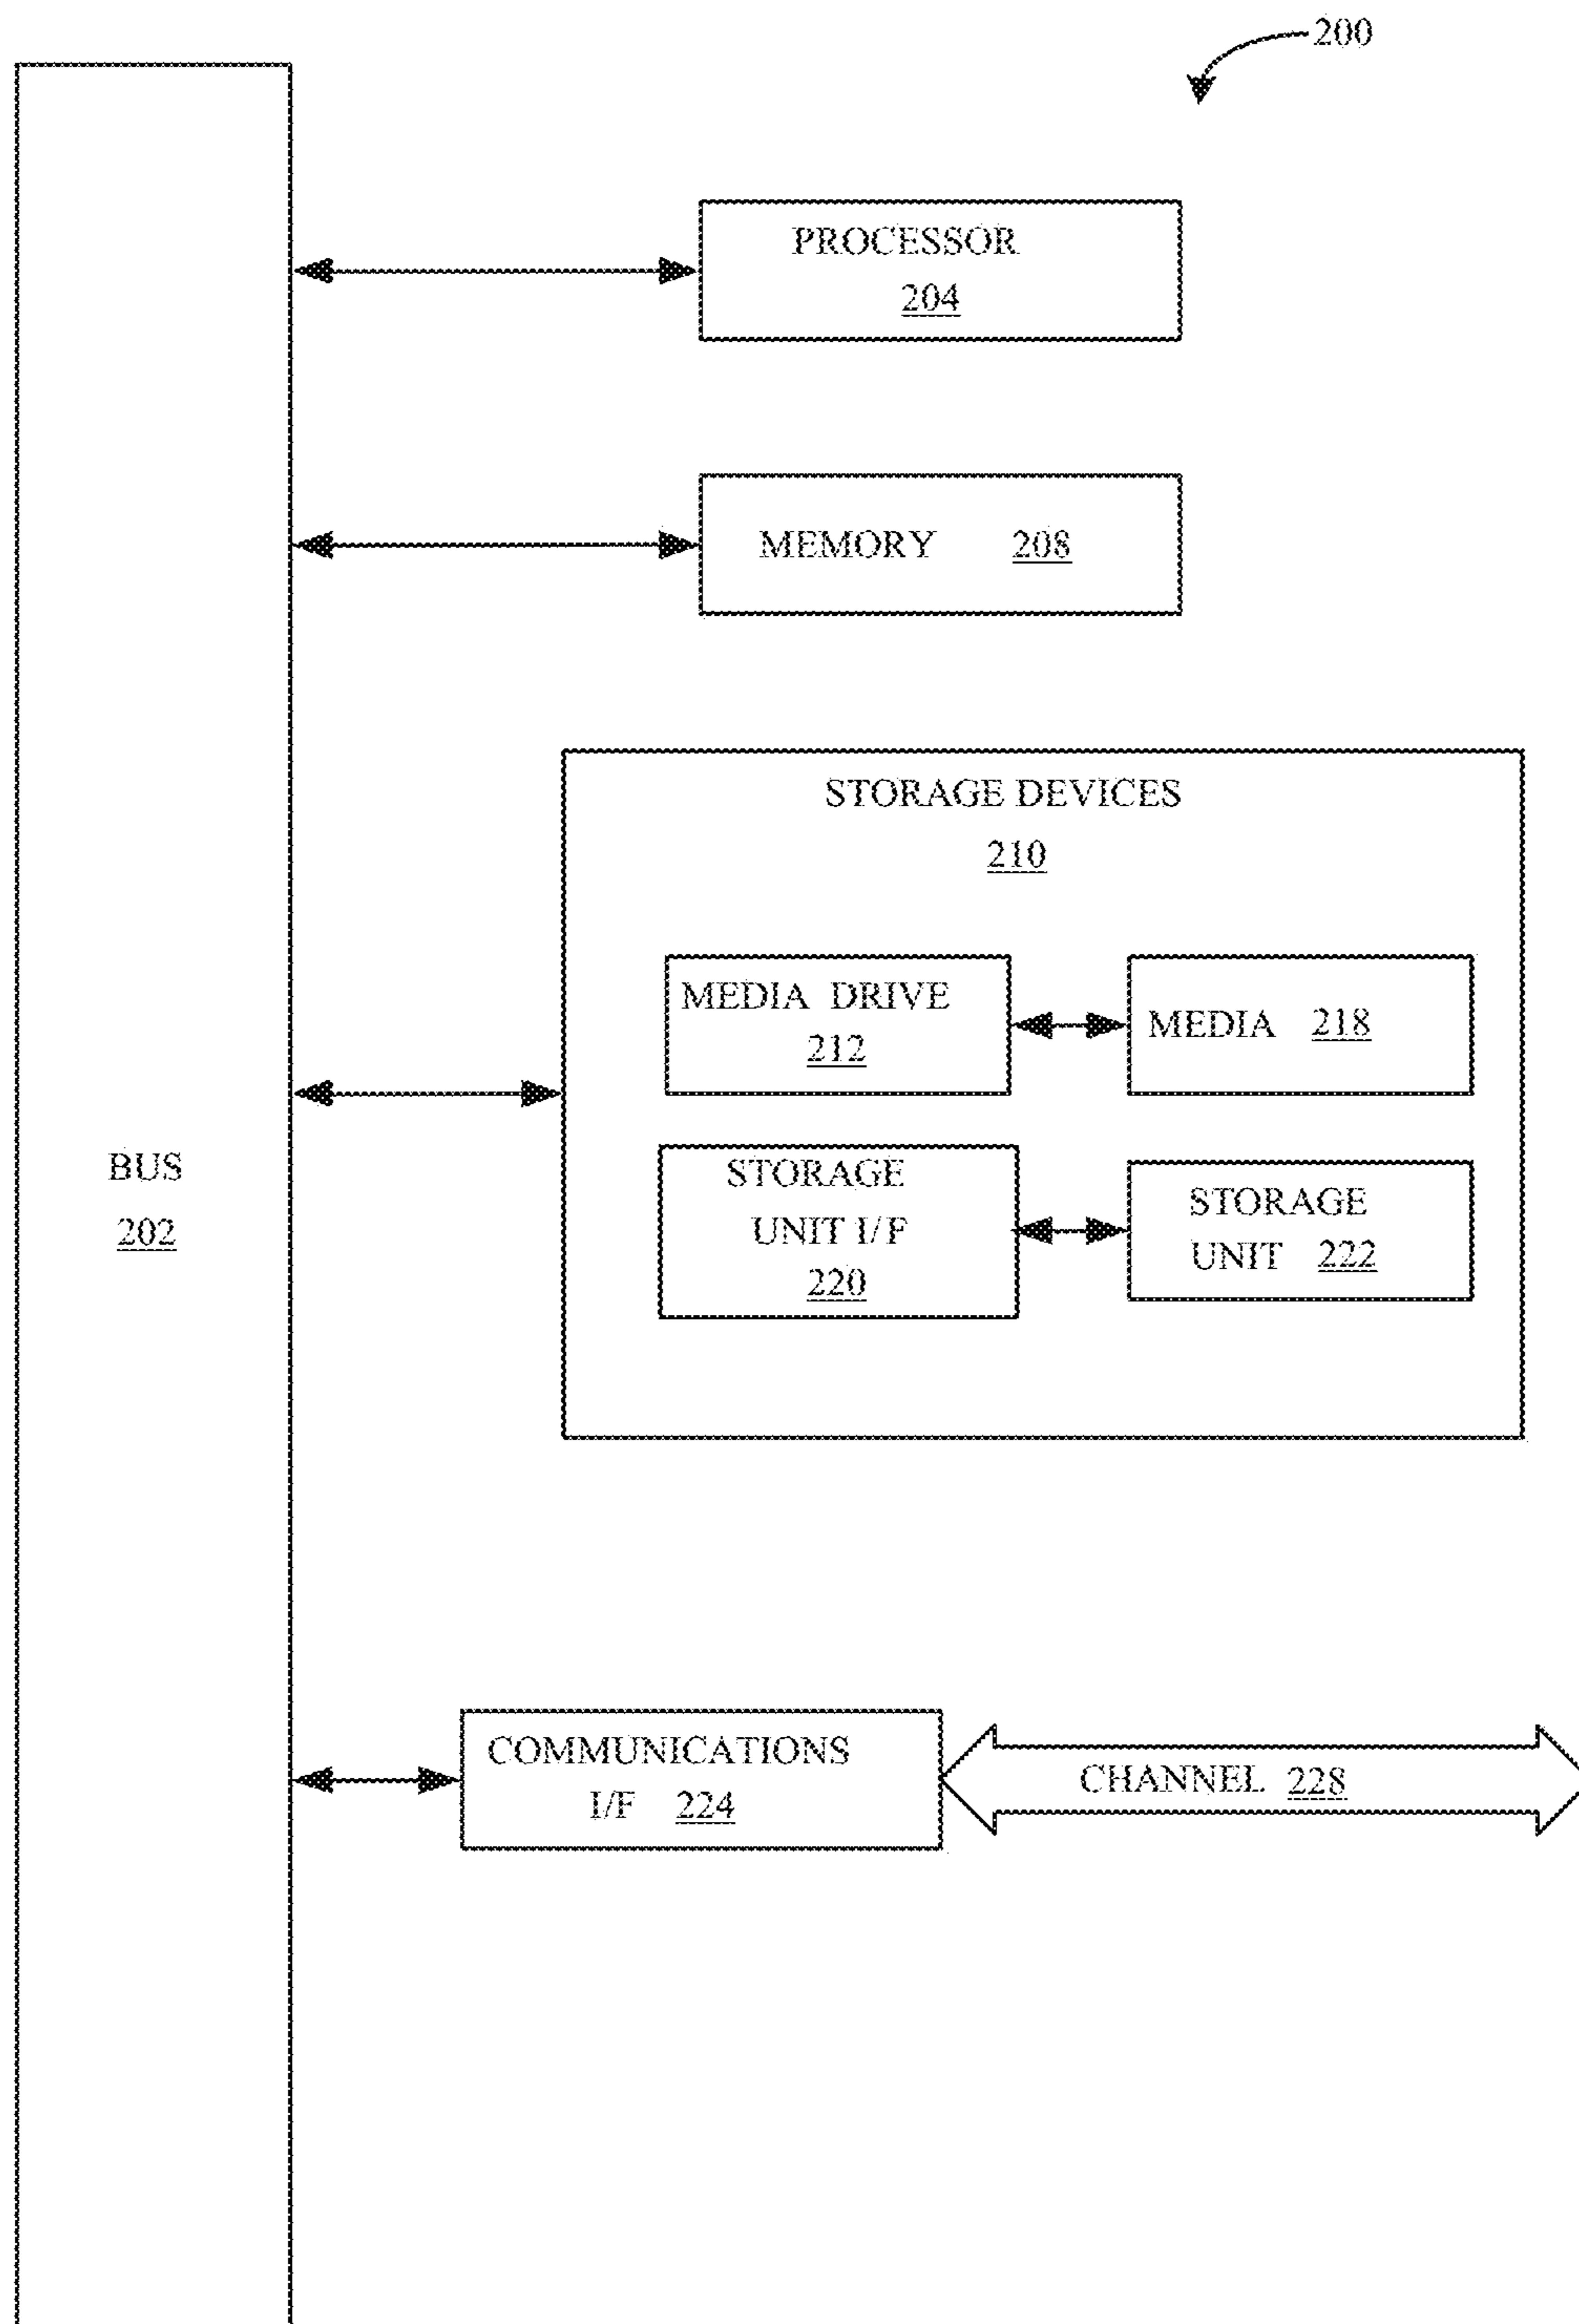 200
PROCESSOR
204
MEMORY 208
STORAGE DEVICES
210
MEDIA DRIVE
212
MEDIA 218
BUS
202
STORAGE
UNIT I/F
220
STORAGE
UNIT 222
COMMUNICATIONS
I/F 224
CHANNEL 228